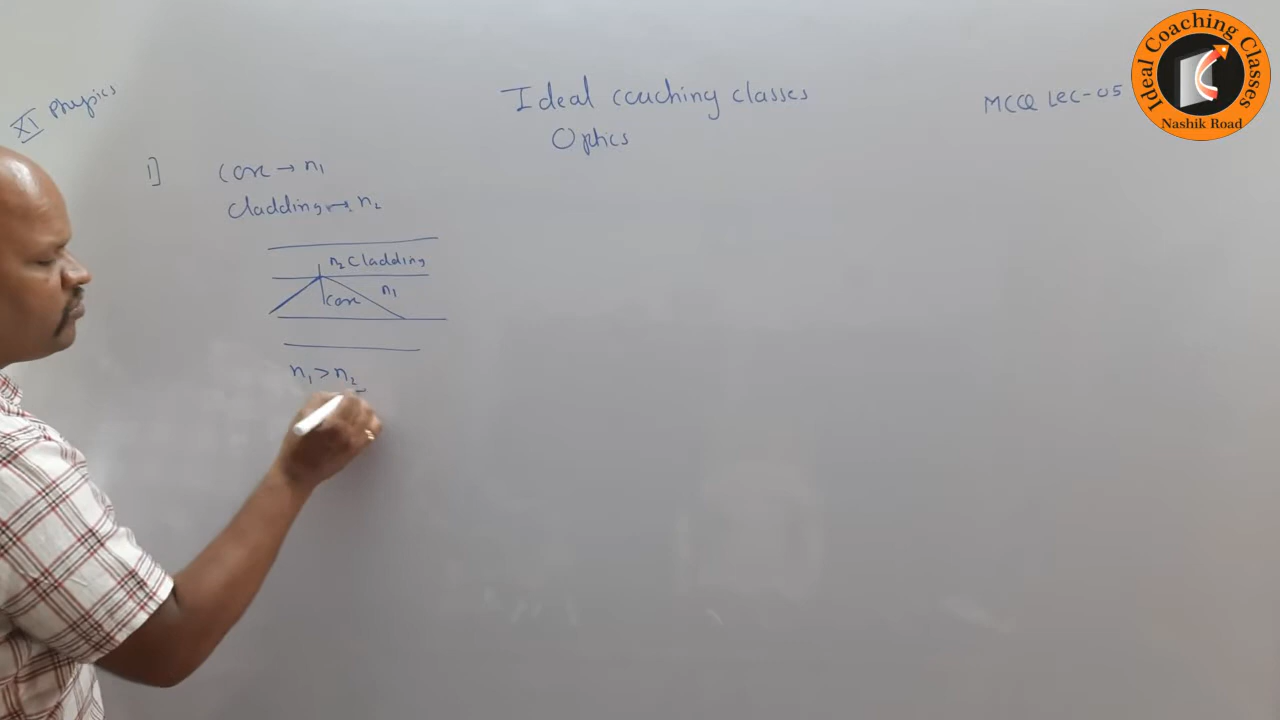 XI Physics
Ideal couching classes
Optics
MCQ Lec-05
Ideal Coaching Classes
Nashik Road
1] Core → n1
Cladding → n2
n2 Cladding
n1
Core
n1 > n2